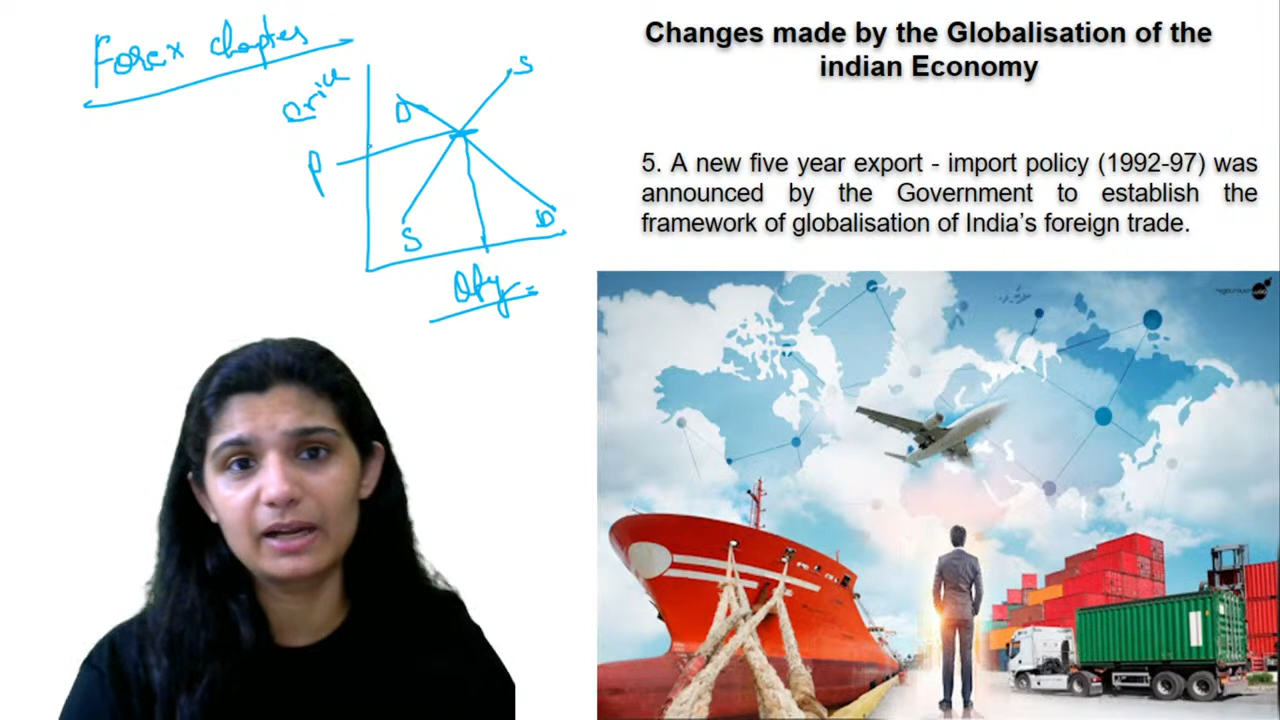 Forex chapter
Price
S
D
P
S
D
Qty
Changes made by the Globalisation of the
indian Economy
5. A new five year export - import policy (1992-97) was
announced by the Government to establish the
framework of globalisation of India's foreign trade.